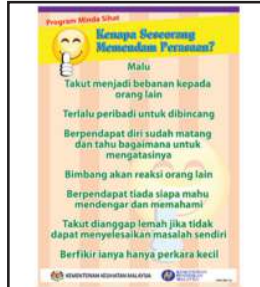 Program Minda Sihat
Kenapa Seseorang
Memendam Perasaan?
Malu
Takut menjadi bebanan kepada
orang lain
Terlalu peribadi untuk dibincang
Berpendapat diri sudah matang
dan tahu bagaimana untuk
mengatasinya
Bimbang akan reaksi orang lain
Berpendapat tiada siapa mahu
mendengar dan memahami
Takut dianggap lemah jika tidak
dapat menyelesaikan masalah sendiri
Berfikir ianya hanya perkara kecil
KEMENTERIAN KESIHATAN MALAYSIA